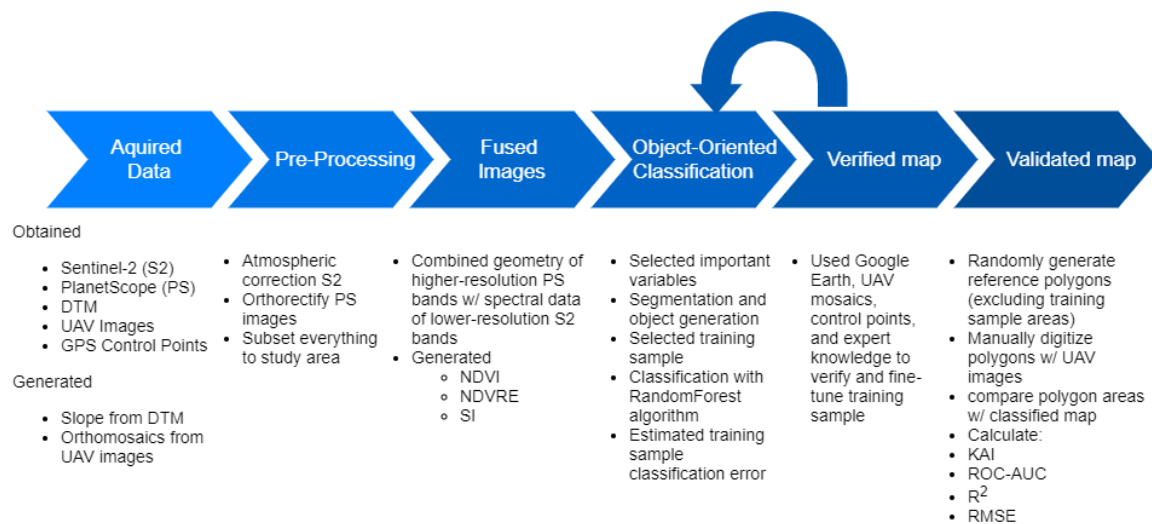 Aquired
Data
Pre-Processing
Fused
Images
Object-Oriented
Classification
Verified map
Validated map
Obtained
• Sentinel-2 (S2)
• PlanetScope (PS)
• DTM
• UAV Images
• GPS Control Points
Generated
• Slope from DTM
• Orthomosaics from
UAV images
• Atmospheric
correction S2
• Orthorectify PS
images
• Subset everything
to study area
• Combined geometry of
higher-resolution PS
bands w/ spectral data
of lower-resolution S2
bands
• Generated
○ NDVI
○ NDVRE
○ SI
• Selected important
variables
• Segmentation and
object generation
• Selected training
sample
• Classification with
RandomForest
algorithm
• Estimated training
sample
classification error
• Used Google
Earth, UAV
mosaics,
control points,
and expert
knowledge to
verify and fine-
tune training
sample
• Randomly generate
reference polygons
(excluding training
sample areas)
• Manually digitize
polygons w/ UAV
images
• compare polygon areas
w/ classified map
• Calculate:
• KAI
• ROC-AUC
• R²
• RMSE